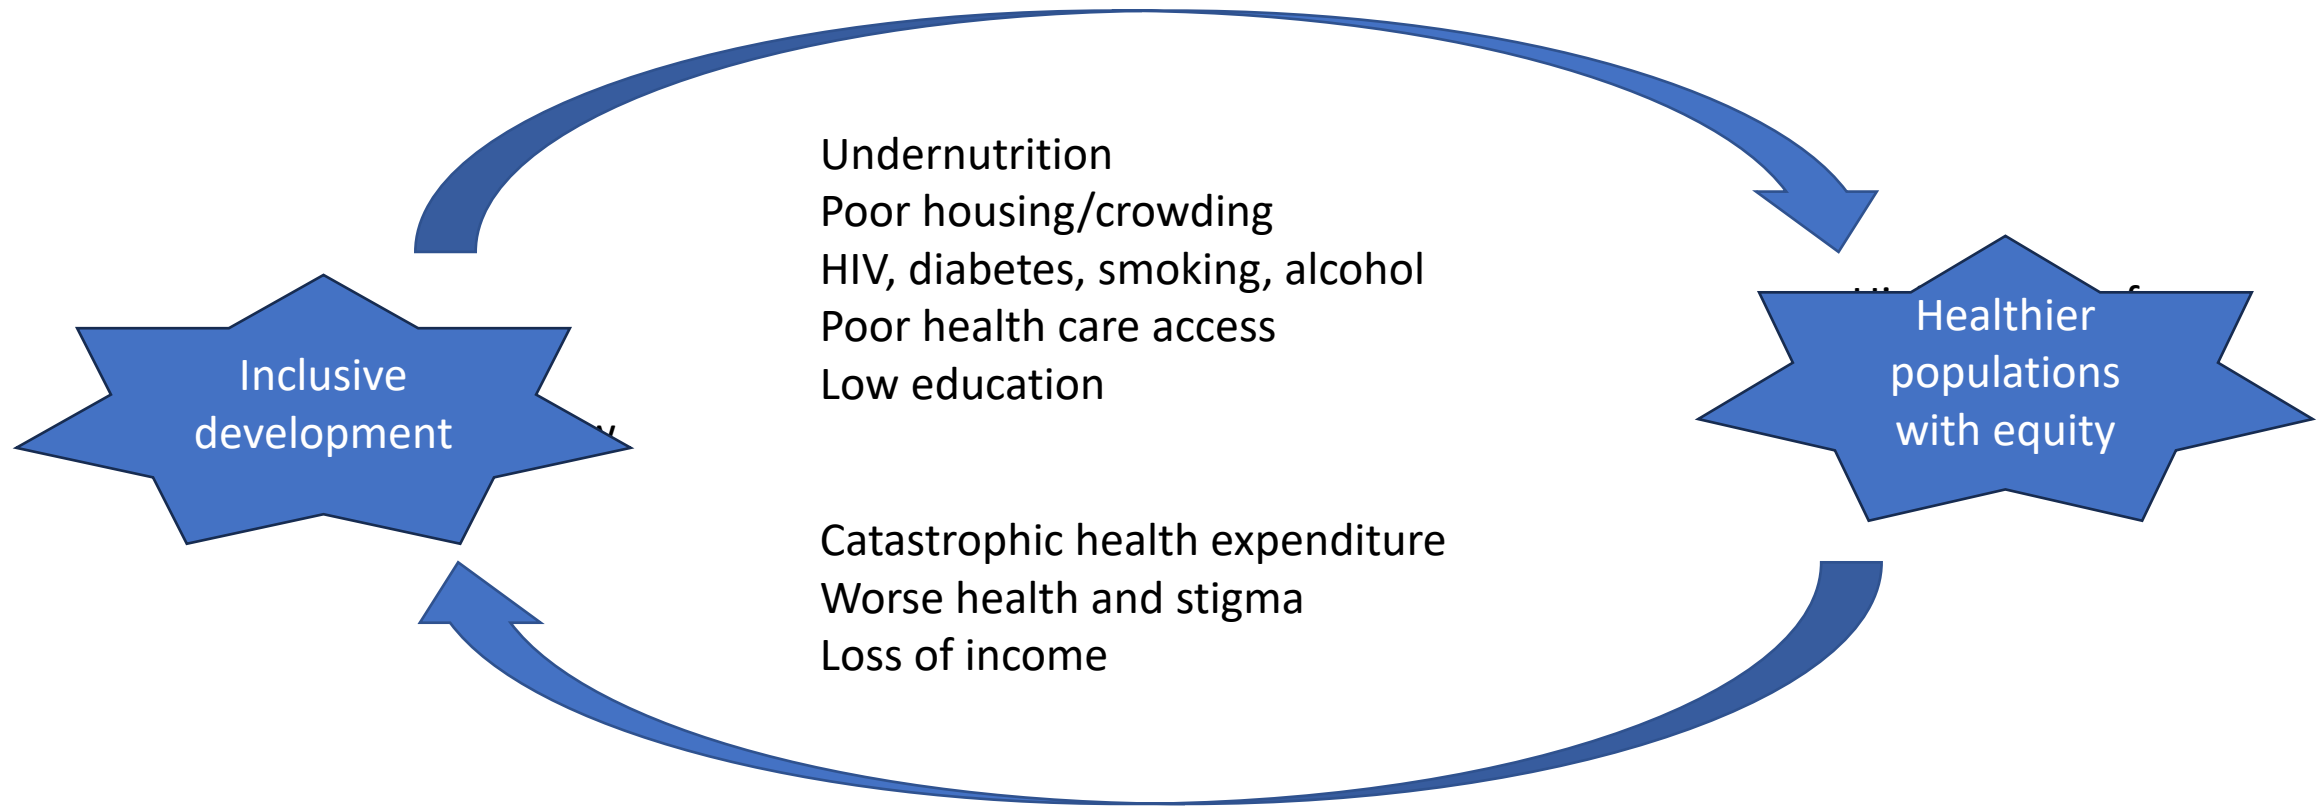 Undernutrition
Poor housing/crowding
HIV, diabetes, smoking, alcohol
Poor health care access
Low education
Inclusive
development
Healthier
populations
with equity
Catastrophic health expenditure
Worse health and stigma
Loss of income